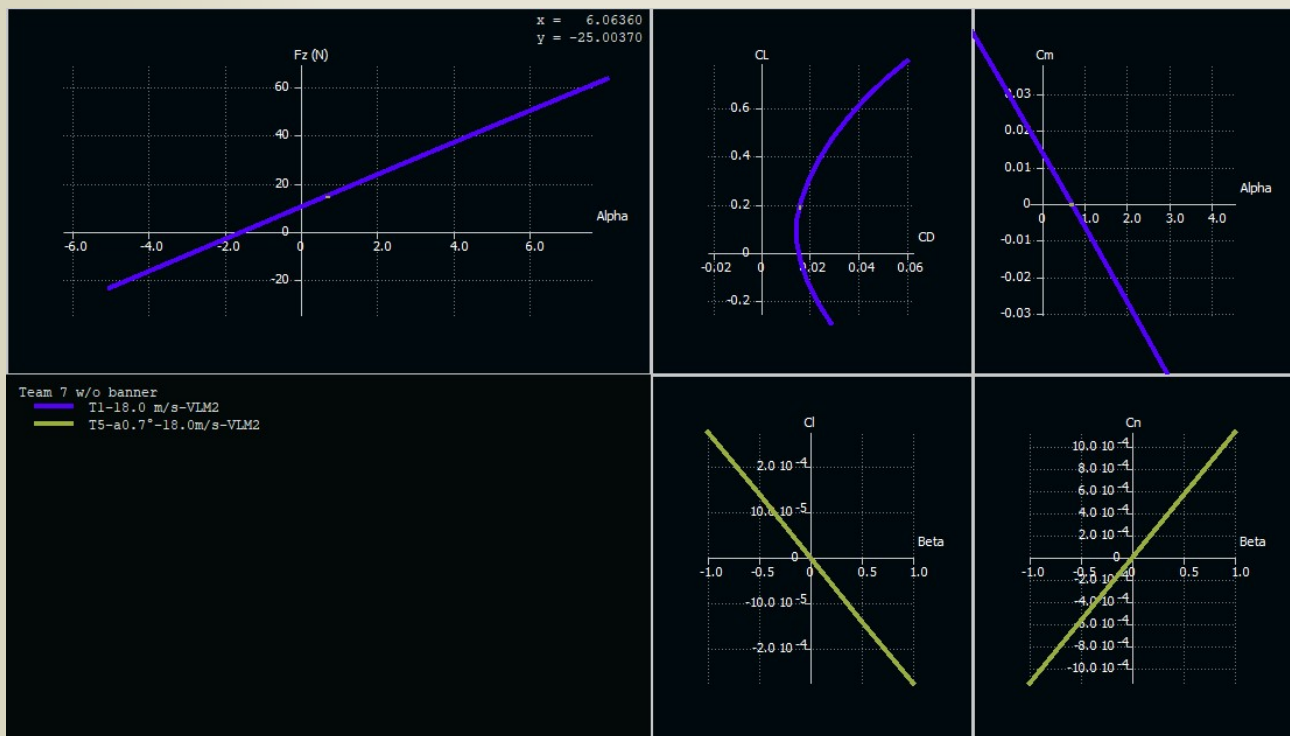 x = 6.06360
y = -25.00370
Fz (N)
60
40
20
0
-20
-6.0 -4.0 -2.0 0 2.0 4.0 6.0
Alpha
CL
0.6
0.4
0.2
0
-0.2
-0.02 0 0.02 0.04 0.06
CD
Cm
0.03
0.02
0.01
0
-0.01
-0.02
-0.03
0 1.0 2.0 3.0 4.0
Alpha
Team 7 w/o banner
T1-18.0 m/s-VLM2
T5-a0.7°-18.0m/s-VLM2
Cl
2.0 10⁻⁴
10.0 10⁻⁵
0
-10.0 10⁻⁵
-2.0 10⁻⁴
-1.0 -0.5 0 0.5 1.0
Beta
Cn
10.0 10⁻⁴
8.0 10⁻⁴
6.0 10⁻⁴
4.0 10⁻⁴
2.0 10⁻⁴
0
-2.0 10⁻⁴
-4.0 10⁻⁴
-6.0 10⁻⁴
-8.0 10⁻⁴
-10.0 10⁻⁴
-1.0 -0.5 0 0.5 1.0
Beta